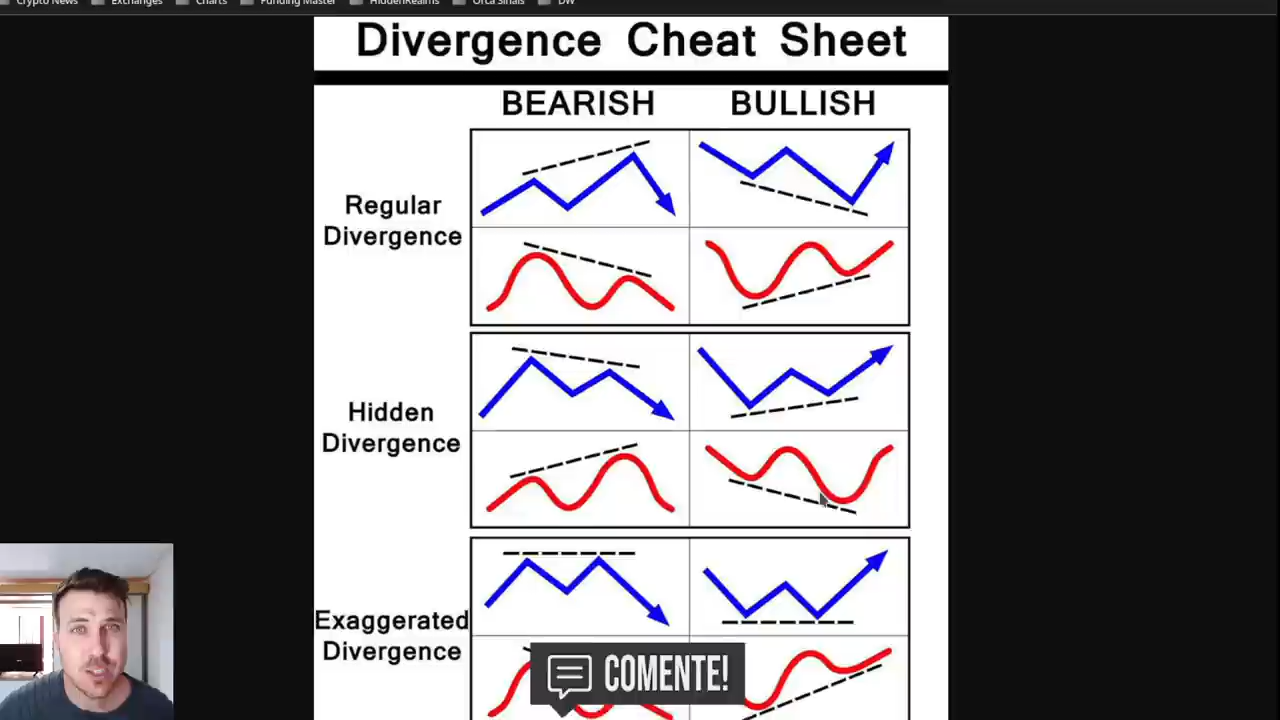 Crypto News Exchanges Charts Funding Master HiddenRealms Orca Sinais DW
Divergence Cheat Sheet
BEARISH BULLISH
Regular
Divergence
Hidden
Divergence
Exaggerated
Divergence
COMENTE!